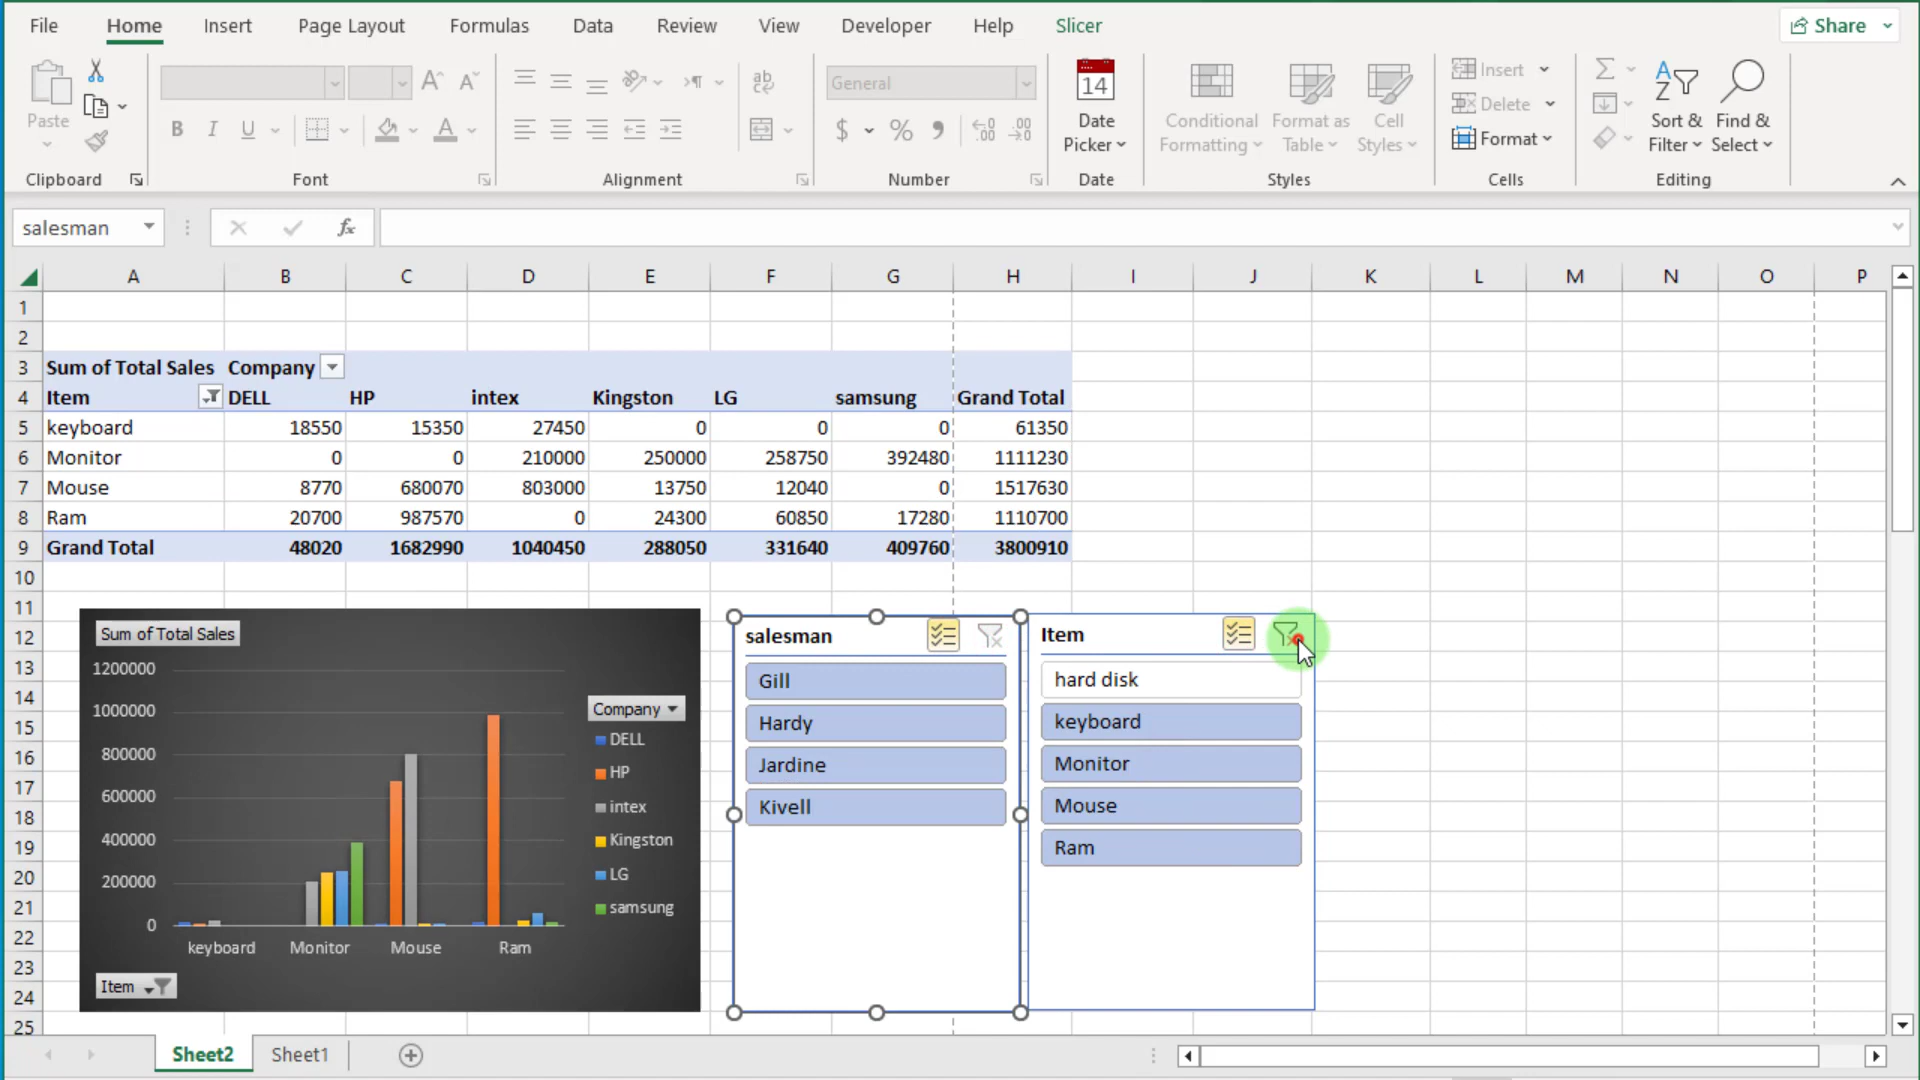 File Home Insert Page Layout Formulas Data Review View Developer Help Slicer Share
Paste
B I U
A A
ab
General
$ % 9
14
Date
Picker
Conditional
Formatting
Format as
Table
Cell
Styles
Insert
Delete
Format
Sort &
Filter
Find &
Select
Clipboard Font Alignment Number Date Styles Cells Editing
salesman fx
A B C D E F G H I J K L M N O P
1
2
3 Sum of Total Sales Company
4 Item DELL HP intex Kingston LG samsung Grand Total
5 keyboard 18550 15350 27450 0 0 0 61350
6 Monitor 0 0 210000 250000 258750 392480 1111230
7 Mouse 8770 680070 803000 13750 12040 0 1517630
8 Ram 20700 987570 0 24300 60850 17280 1110700
9 Grand Total 48020 1682990 1040450 288050 331640 409760 3800910
10
11
12
13
14
15
16
17
18
19
20
21
22
23
24
25
Sum of Total Sales
1200000
1000000
800000
600000
400000
200000
0
keyboard Monitor Mouse Ram
Company
DELL
HP
intex
Kingston
LG
samsung
Item
salesman
Gill
Hardy
Jardine
Kivell
Item
hard disk
keyboard
Monitor
Mouse
Ram
Sheet2 Sheet1